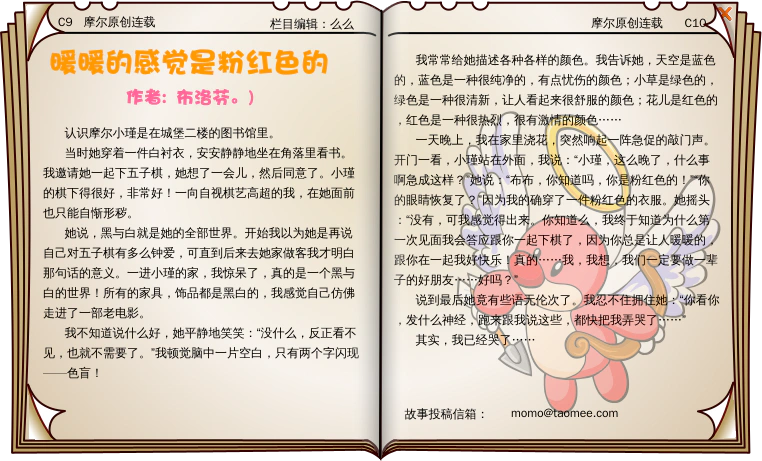 C9 摩尔原创连载
栏目编辑：么么
暖暖的感觉是粉红色的
作者: 布洛芬。)
认识摩尔小瑾是在城堡二楼的图书馆里。
当时她穿着一件白衬衣，安安静静地坐在角落里看书。
我邀请她一起下五子棋，她想了一会儿，然后同意了。小瑾
的棋下得很好，非常好！一向自视棋艺高超的我，在她面前
也只能自惭形秽。
她说，黑与白就是她的全部世界。开始我以为她是再说
自己对五子棋有多么钟爱，可直到后来去她家做客我才明白
那句话的意义。一进小瑾的家，我惊呆了，真的是一个黑与
白的世界！所有的家具，饰品都是黑白的，我感觉自己仿佛
走进了一部老电影。
我不知道说什么好，她平静地笑笑：“没什么，反正看不
见，也就不需要了。”我顿觉脑中一片空白，只有两个字闪现
——色盲！
摩尔原创连载 C10
我常常给她描述各种各样的颜色。我告诉她，天空是蓝色
的，蓝色是一种很纯净的，有点忧伤的颜色；小草是绿色的，
绿色是一种很清新，让人看起来很舒服的颜色；花儿是红色的
，红色是一种很热烈，很有激情的颜色……
一天晚上，我在家里浇花，突然响起一阵急促的敲门声。
开门一看，小瑾站在外面，我说：“小瑾，这么晚了，什么事
啊急成这样？”她说：“布布，你知道吗，你是粉红色的！”“你
的眼睛恢复了？”因为我的确穿了一件粉红色的衣服。她摇头
：“没有，可我感觉得出来。你知道么，我终于知道为什么第
一次见面我会答应跟你一起下棋了，因为你总是让人暖暖的，
跟你在一起我好快乐！真的……我，我想，我们一定要做一辈
子的好朋友……好吗？”
说到最后她竟有些语无伦次了。我忍不住拥住她：“你看你
，发什么神经，跑来跟我说这些，都快把我弄哭了……”
其实，我已经哭了……
故事投稿信箱： momo@taomee.com